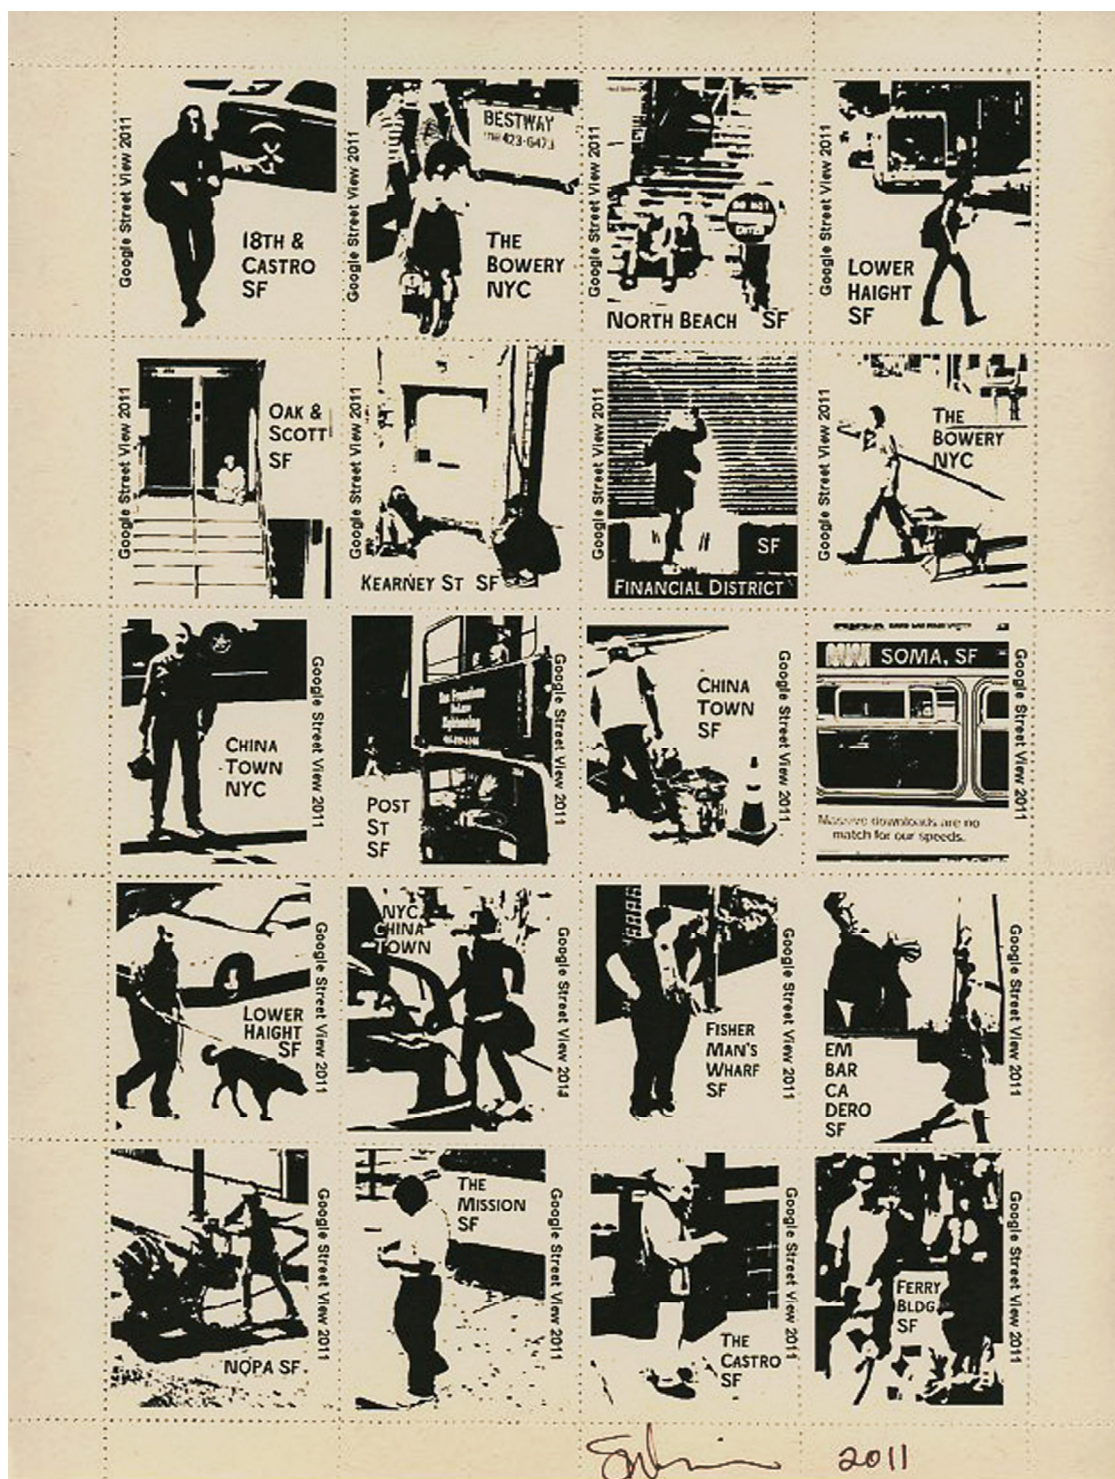 Google Street View 2011
18TH &
CASTRO
SF
Google Street View 2011
BESTWAY
423-6473
THE
BOWERY
NYC
Google Street View 2011
DO NOT
ENTER
NORTH BEACH SF
Google Street View 2011
LOWER
HAIGHT
SF
Google Street View 2011
OAK &
SCOTT
SF
Google Street View 2011
KEARNEY ST SF
Google Street View 2011
SF
FINANCIAL DISTRICT
Google Street View 2011
THE
BOWERY
NYC
CHINA
TOWN
NYC
Google Street View 2011
POST
ST
SF
Google Street View 2011
CHINA
TOWN
SF
Google Street View 2011
SOMA, SF
Massive downloads are no
match for our speeds.
Google Street View 2011
LOWER
HAIGHT
SF
Google Street View 2011
NYC
CHINA
TOWN
Google Street View 2011
FISHER
MAN'S
WHARF
SF
Google Street View 2011
EM
BAR
CA
DERO
SF
Google Street View 2011
NOPA SF
Google Street View 2011
THE
MISSION
SF
Google Street View 2011
THE
CASTRO
SF
Google Street View 2011
FERRY
BLDG
SF
Google Street View 2011
2011